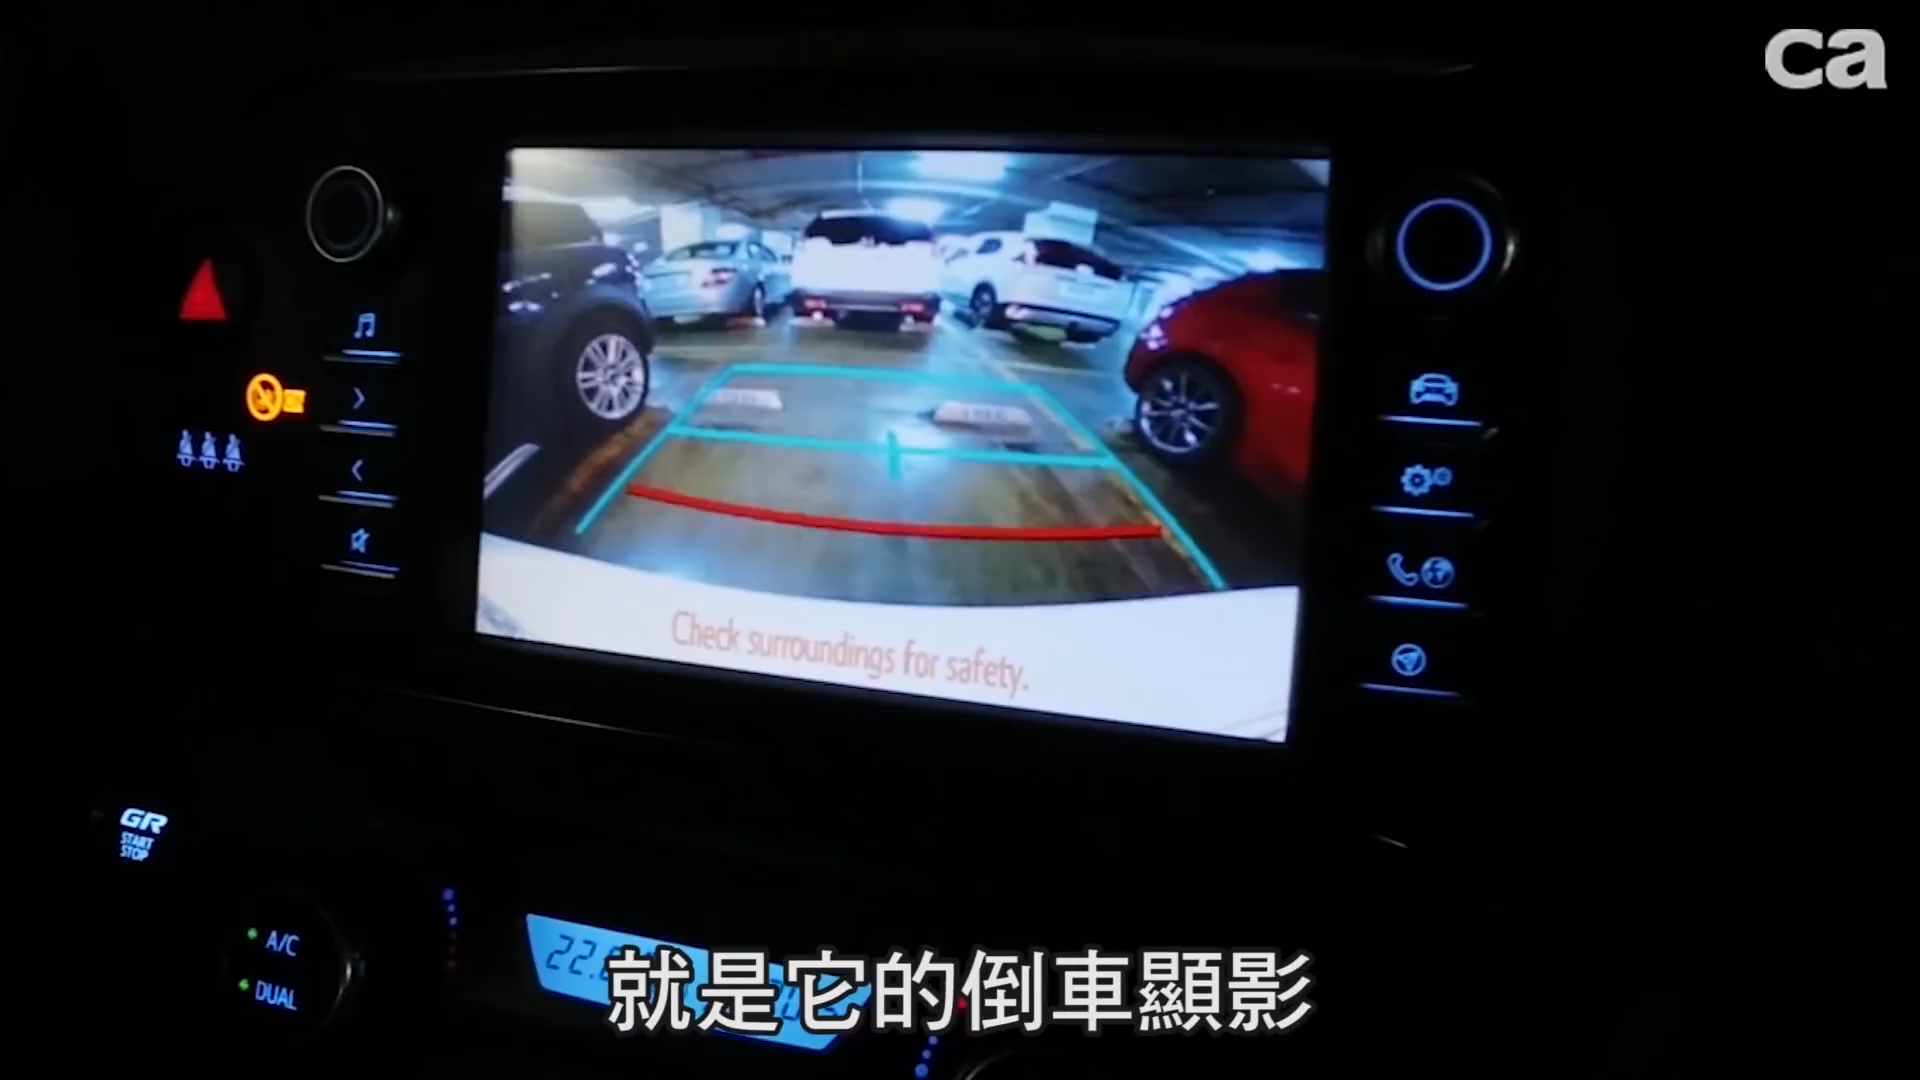 ca
Check surroundings for safety.
GR
START
STOP
A/C
DUAL
就是它的倒車顯影